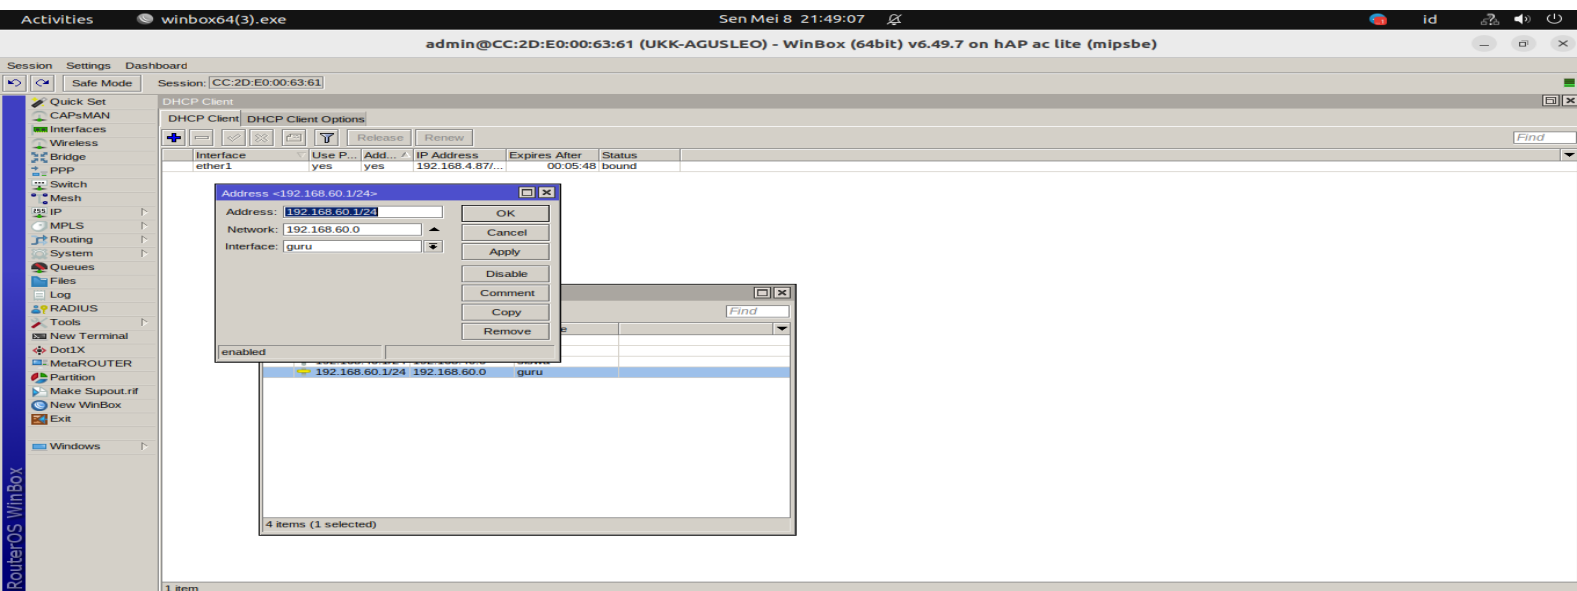 Activities winbox64(3).exe Sen Mei 8 21:49:07 id
admin@CC:2D:E0:00:63:61 (UKK-AGUSLEO) - WinBox (64bit) v6.49.7 on hAP ac lite (mipsbe)
Session Settings Dashboard
Safe Mode Session: CC:2D:E0:00:63:61
Quick Set
CAPsMAN
Interfaces
Wireless
Bridge
PPP
Switch
Mesh
IP
MPLS
Routing
System
Queues
Files
Log
RADIUS
Tools
New Terminal
Dot1X
MetaROUTER
Partition
Make Supout.rif
New WinBox
Exit
Windows
RouterOS WinBox
DHCP Client
DHCP Client DHCP Client Options
Release Renew Find
Interface Use P... Add... IP Address Expires After Status
ether1 yes yes 192.168.4.87/... 00:05:48 bound
Address <192.168.60.1/24>
Address: 192.168.60.1/24
Network: 192.168.60.0
Interface: guru
OK
Cancel
Apply
Disable
Comment
Copy
Remove
enabled
Find
192.168.60.1/24 192.168.60.0 guru
4 items (1 selected)
1 item